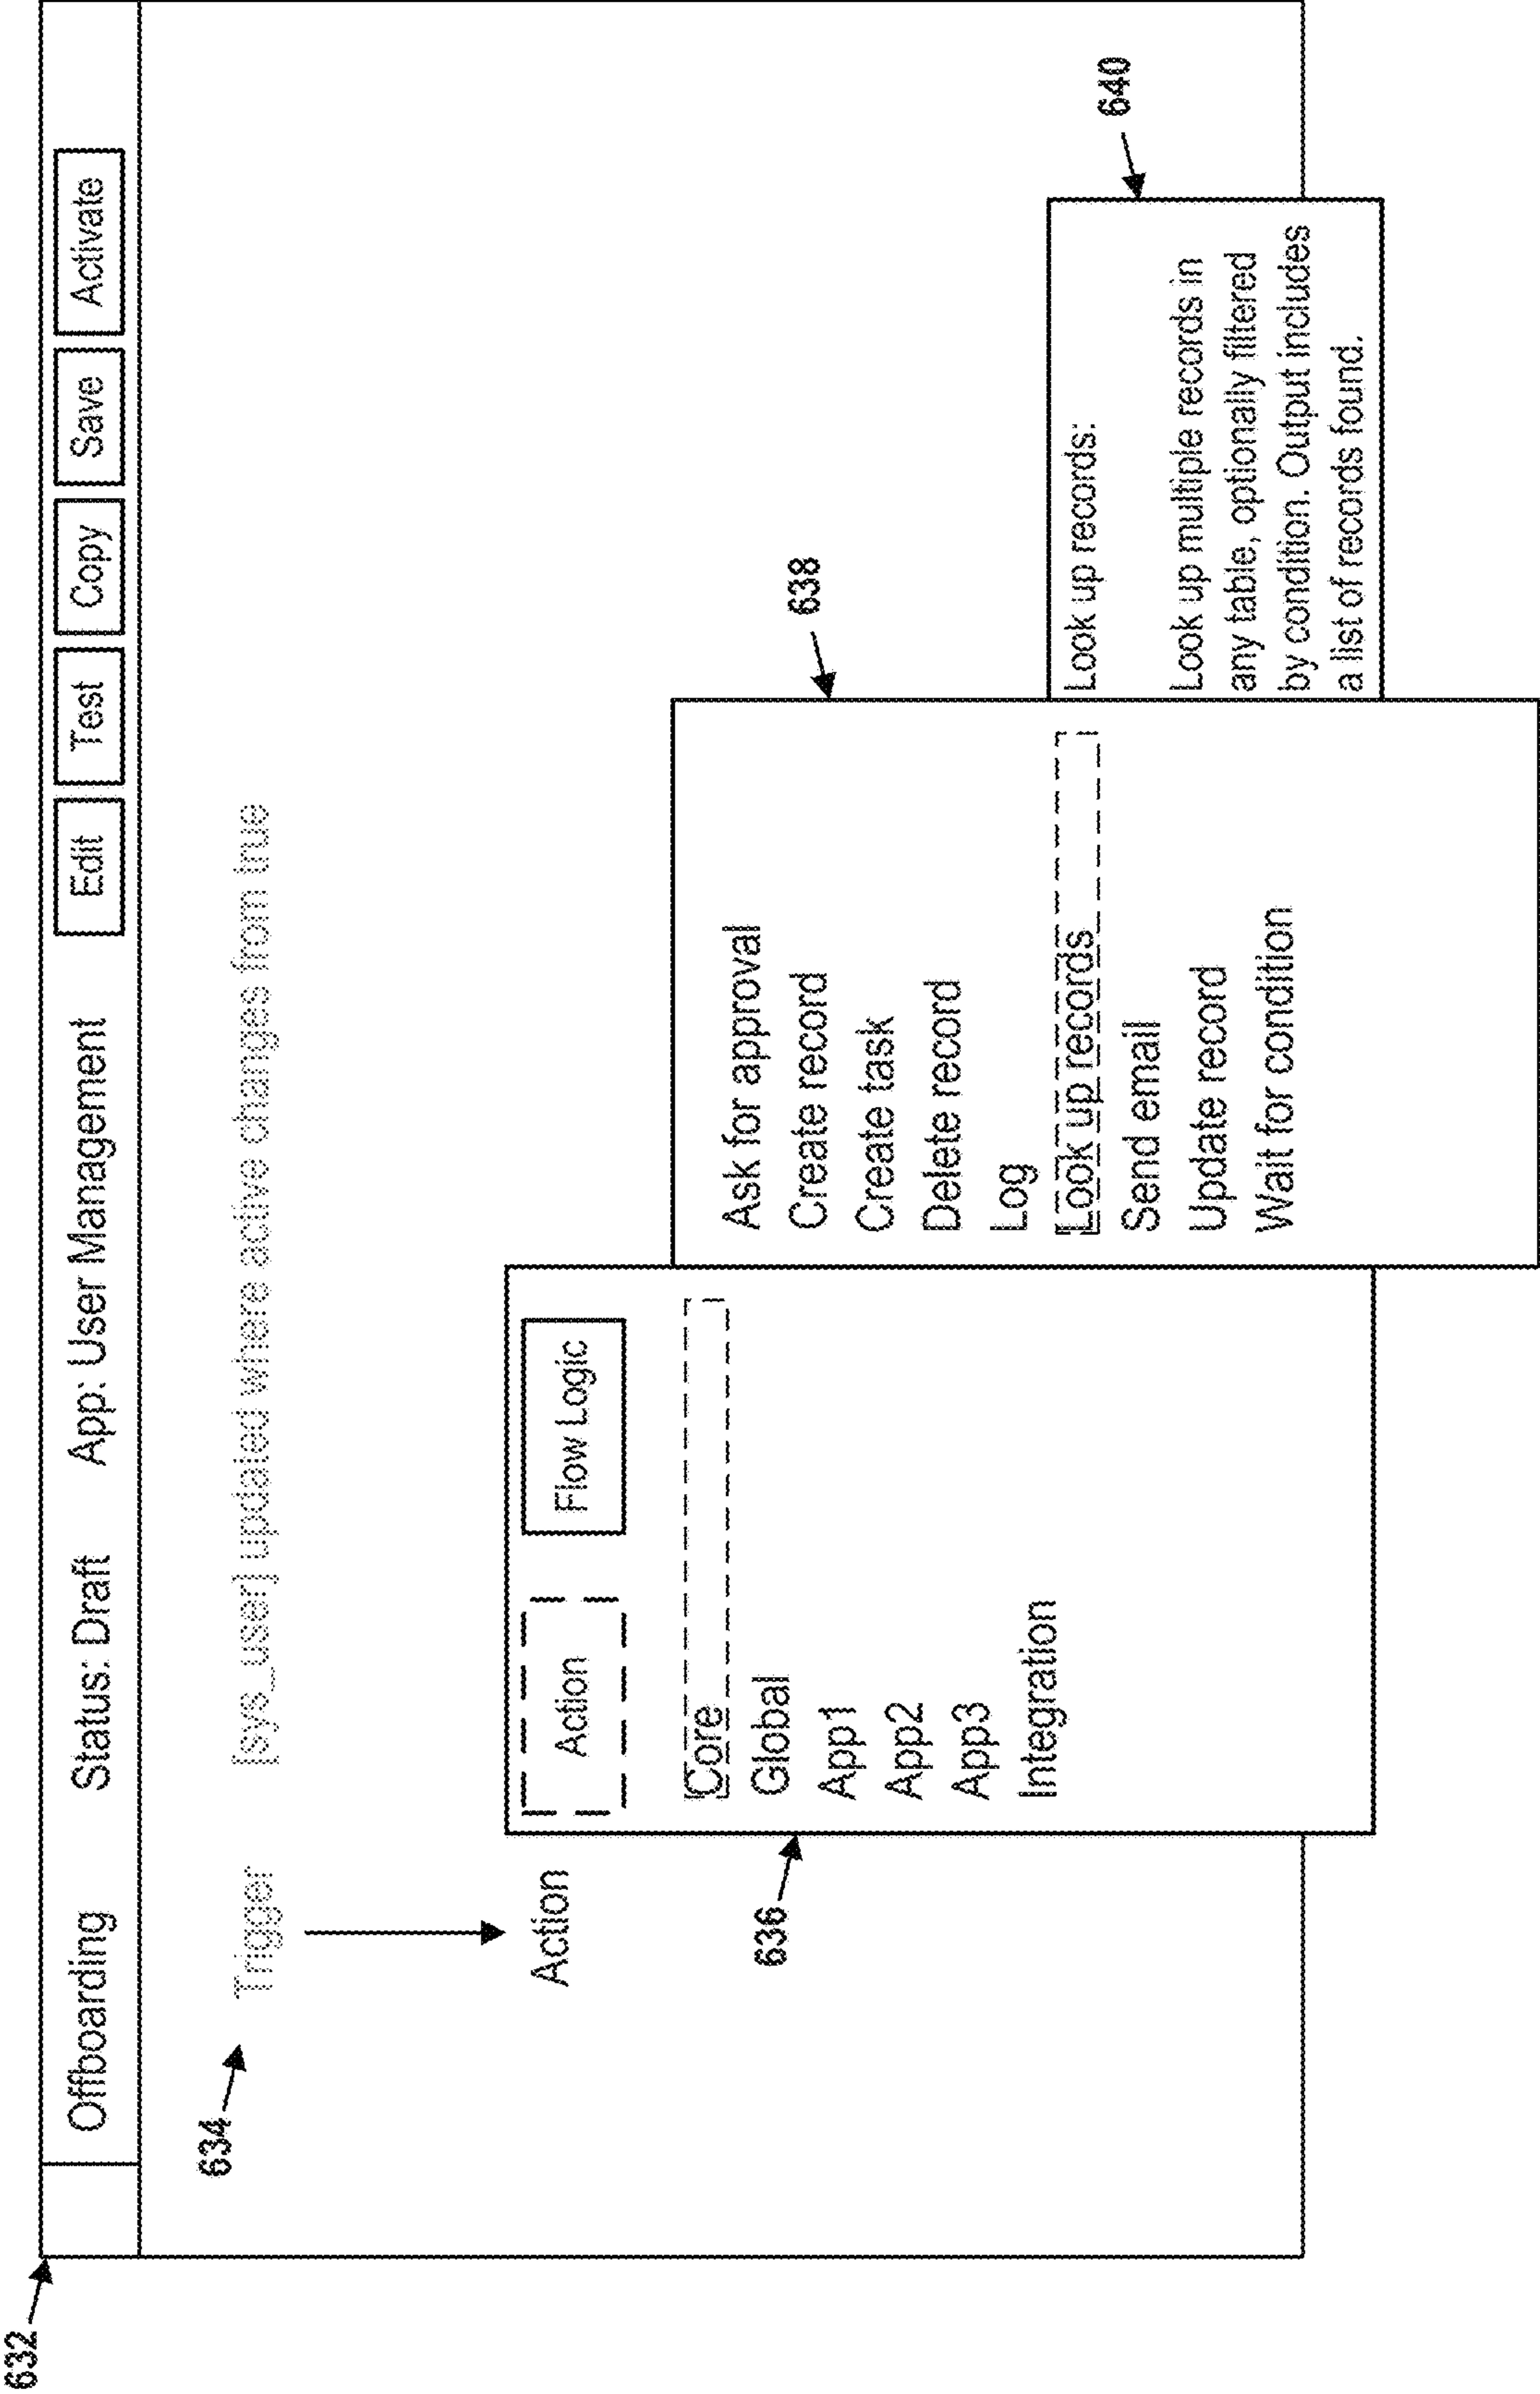 632
Offboarding Status: Draft App: User Management Edit Test Copy Save Activate
634
Trigger [sys_user] updated where active changes from true
Action
636
Action Flow Logic
Core
Global
App1
App2
App3
Integration
638
Ask for approval
Create record
Create task
Delete record
Log
Look up records
Send email
Update record
Wait for condition
640
Look up records:
Look up multiple records in
any table, optionally filtered
by condition. Output includes
a list of records found.